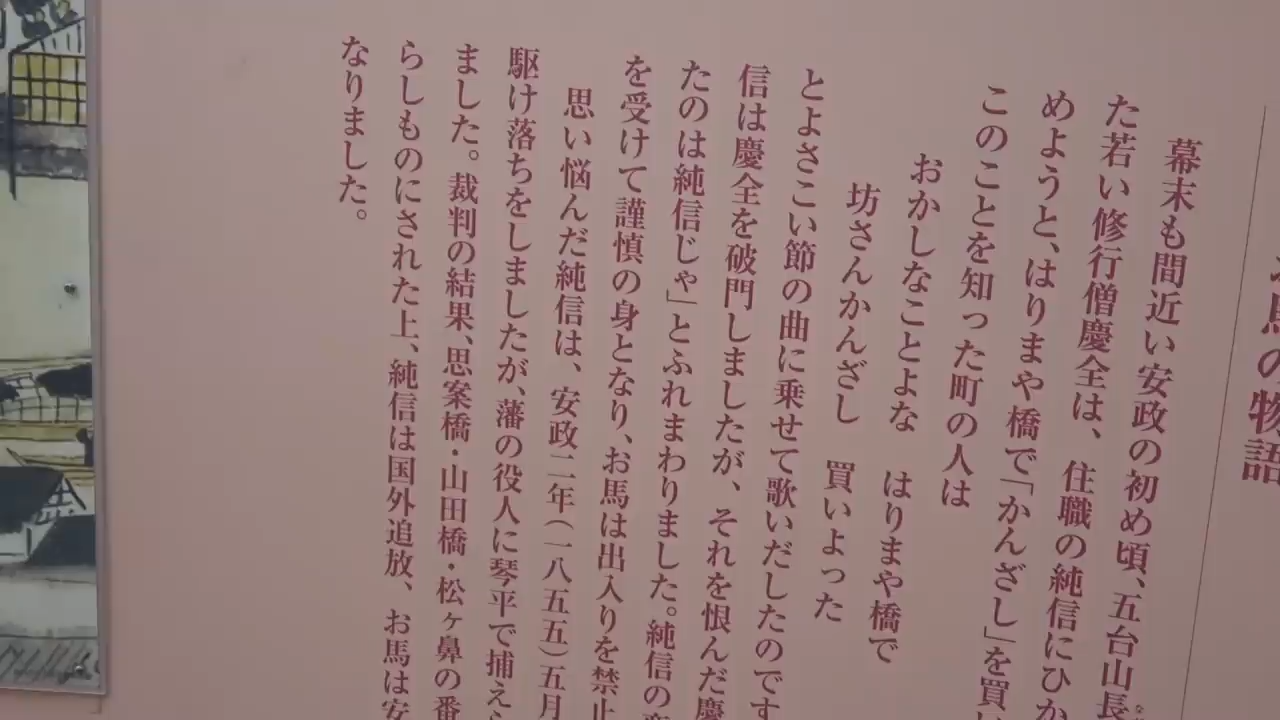 お馬の物語
幕末も間近い安政の初め頃、五台山長
た若い修行僧慶全は、住職の純信にひか
めようと、はりまや橋で「かんざし」を買い
このことを知った町の人は
おかしなことよな　はりまや橋で
坊さんかんざし　買いよった
とよさこい節の曲に乗せて歌いだしたのです
信は慶全を破門しましたが、それを恨んだ慶
たのは純信じゃ」とふれまわりました。純信の
を受けて謹慎の身となり、お馬は出入りを禁止
思い悩んだ純信は、安政二年（一八五五）五月
駆け落ちをしましたが、藩の役人に琴平で捕えら
ました。裁判の結果、思案橋・山田橋・松ヶ鼻の番
らしものにされた上、純信は国外追放、お馬は安
なりました。